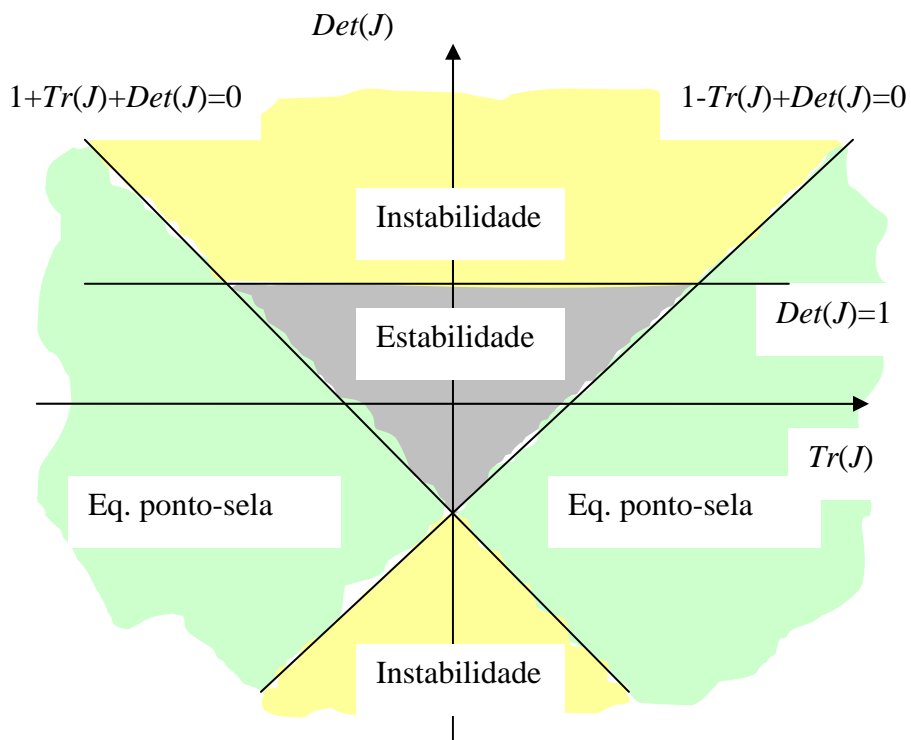 Det(J)
1+Tr(J)+Det(J)=0
1-Tr(J)+Det(J)=0
Instabilidade
Det(J)=1
Estabilidade
Tr(J)
Eq. ponto-sela
Eq. ponto-sela
Instabilidade